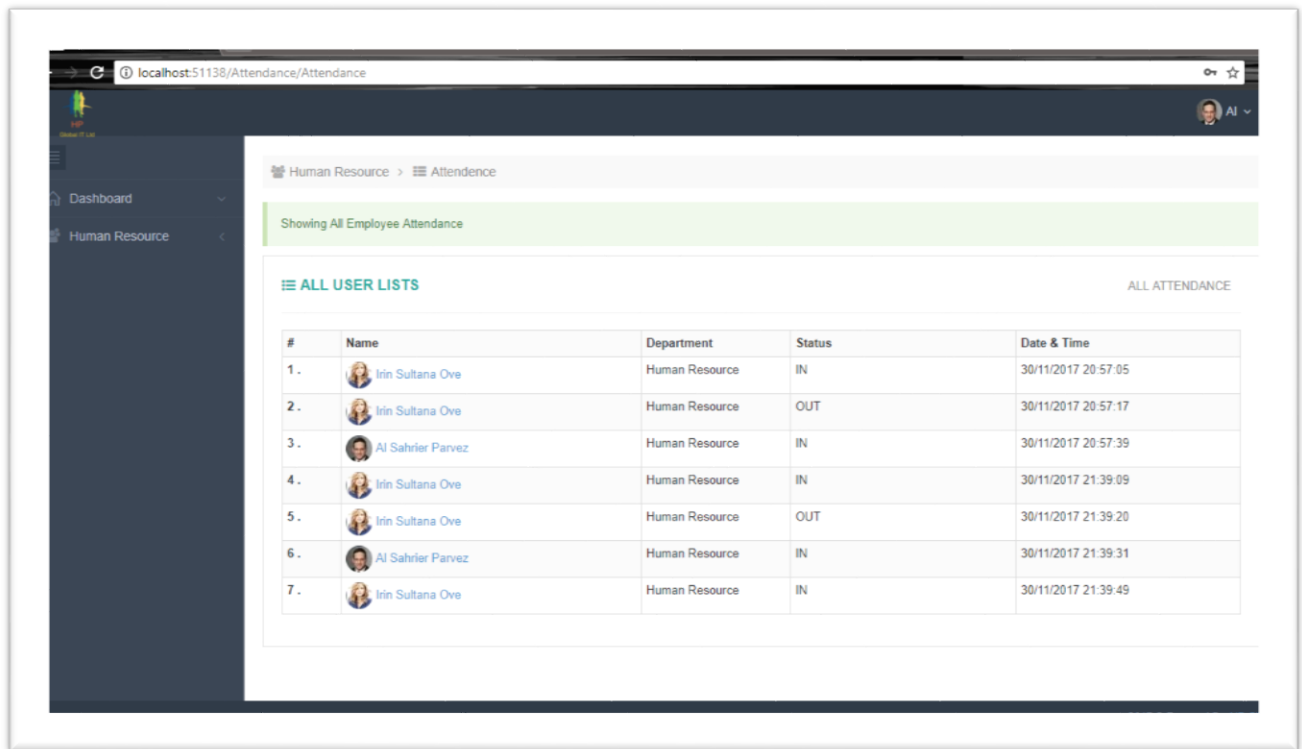 localhost:51138/Attendance/Attendance
HP
Global IT Ltd
Al
Human Resource > Attendence
Dashboard
Showing All Employee Attendance
Human Resource
ALL USER LISTS ALL ATTENDANCE
# Name Department Status Date & Time
1 . Irin Sultana Ove Human Resource IN 30/11/2017 20:57:05
2 . Irin Sultana Ove Human Resource OUT 30/11/2017 20:57:17
3 . Al Sahrier Parvez Human Resource IN 30/11/2017 20:57:39
4 . Irin Sultana Ove Human Resource IN 30/11/2017 21:39:09
5 . Irin Sultana Ove Human Resource OUT 30/11/2017 21:39:20
6 . Al Sahrier Parvez Human Resource IN 30/11/2017 21:39:31
7 . Irin Sultana Ove Human Resource IN 30/11/2017 21:39:49